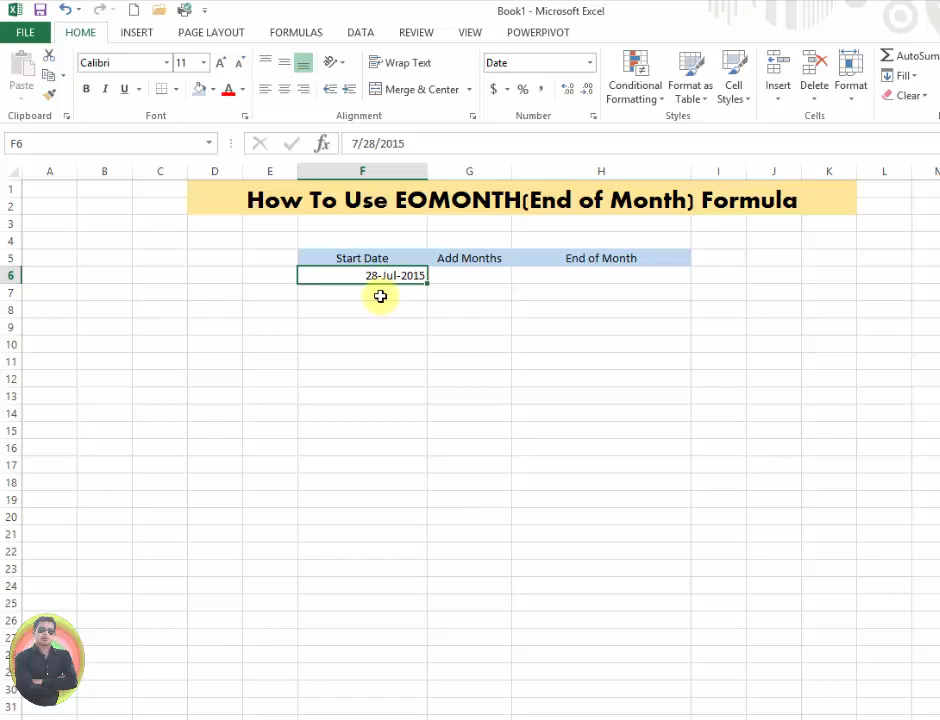 Book1 - Microsoft Excel
FILE HOME INSERT PAGE LAYOUT FORMULAS DATA REVIEW VIEW POWERPIVOT
Calibri 11 Wrap Text Date AutoSum
Paste B I U Merge & Center $ % , Conditional Formatting Format as Table Cell Styles Insert Delete Format Fill Clear
Clipboard Font Alignment Number Styles Cells
F6 fx 7/28/2015
A B C D E F G H I J K L
1
2
How To Use EOMONTH(End of Month) Formula
3
4
5 Start Date Add Months End of Month
6 28-Jul-2015
7
8
9
10
11
12
13
14
15
16
17
18
19
20
21
22
23
24
25
26
30
31